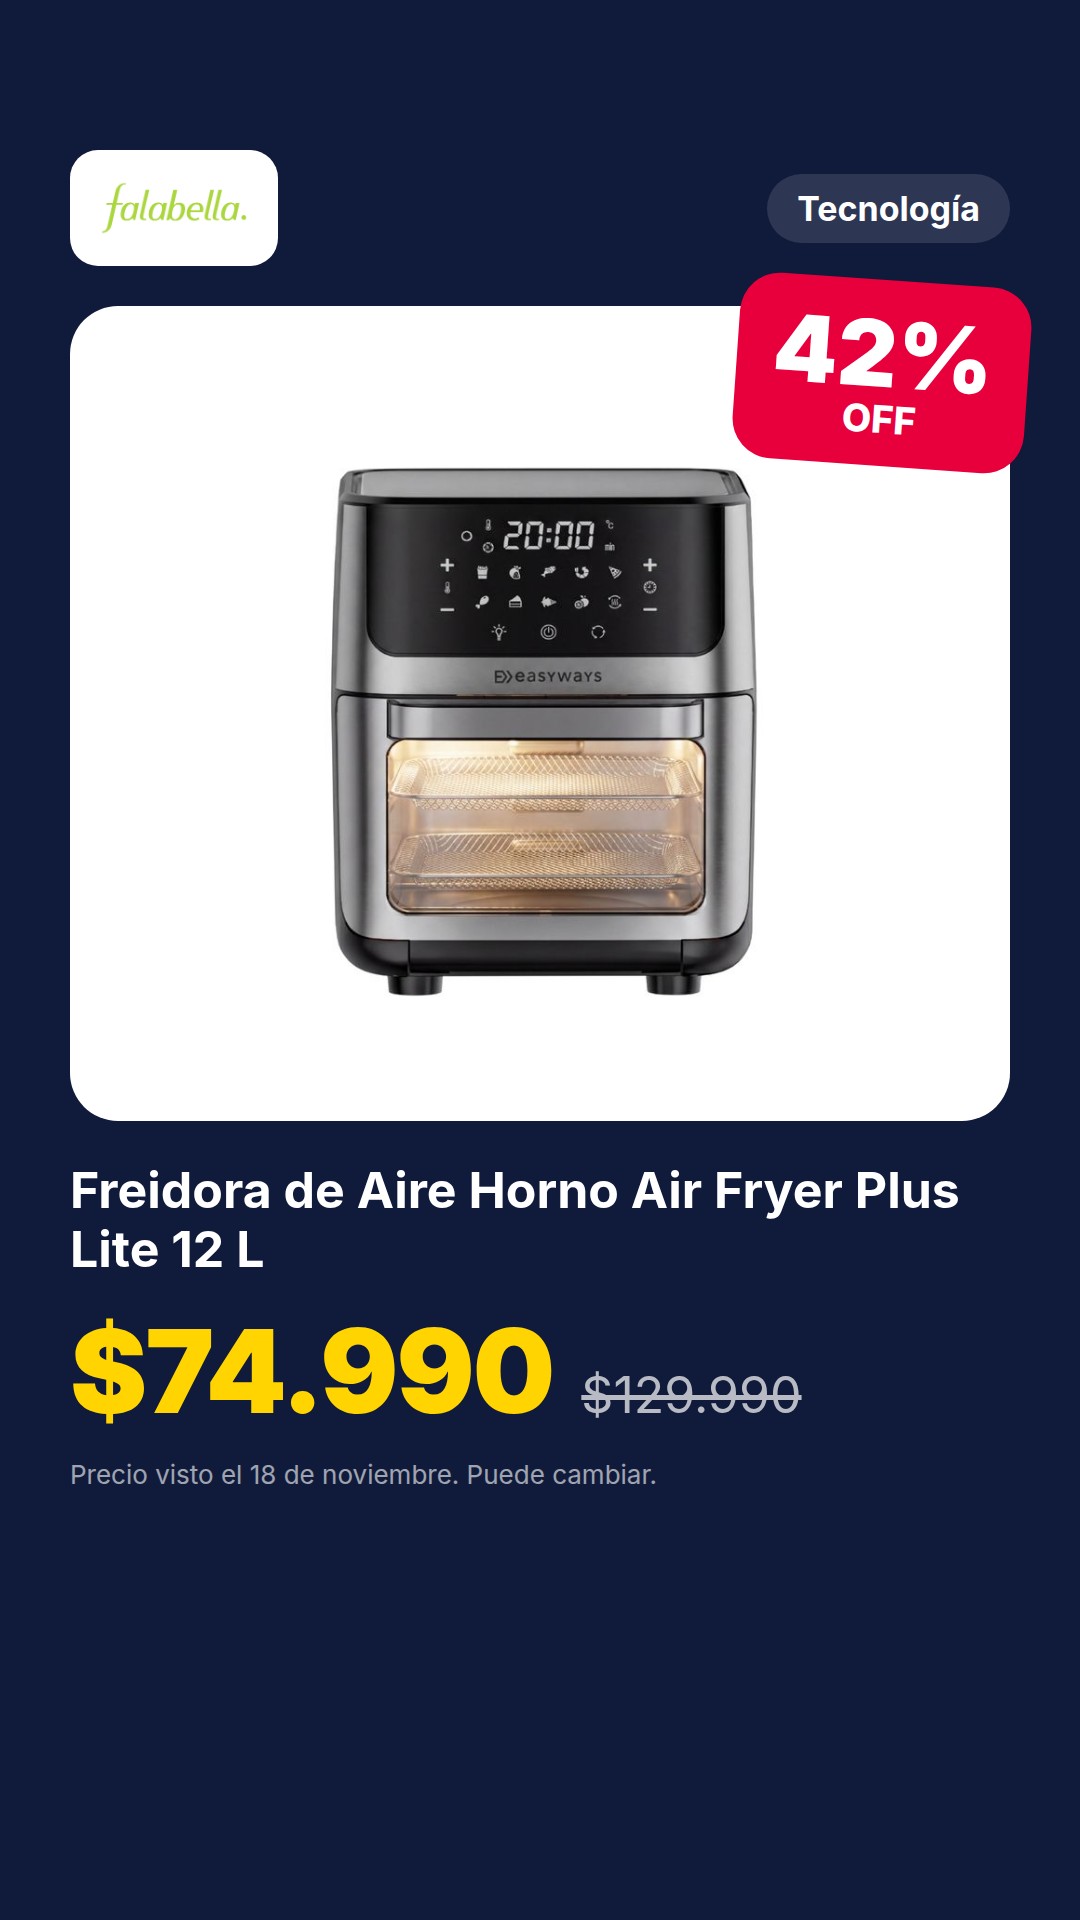 falabella.
Tecnología
42%
OFF
20:00
°C
min
easyways
Freidora de Aire Horno Air Fryer Plus
Lite 12 L
$74.990 $129.990
Precio visto el 18 de noviembre. Puede cambiar.